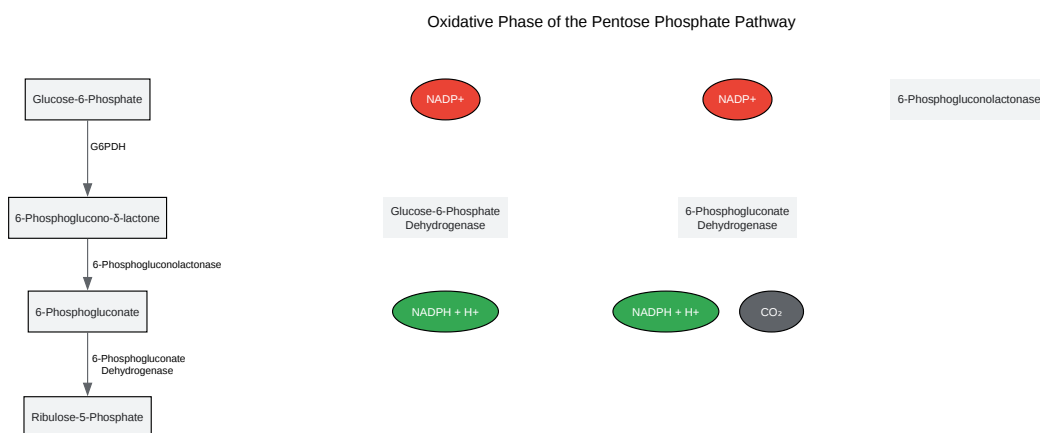 Oxidative Phase of the Pentose Phosphate Pathway
Glucose-6-Phosphate
NADP+
NADP+
6-Phosphogluconolactonase
G6PDH
6-Phosphoglucono-δ-lactone
Glucose-6-Phosphate
Dehydrogenase
6-Phosphogluconate
Dehydrogenase
6-Phosphogluconolactonase
6-Phosphogluconate
NADPH + H+
NADPH + H+
CO₂
6-Phosphogluconate
Dehydrogenase
Ribulose-5-Phosphate